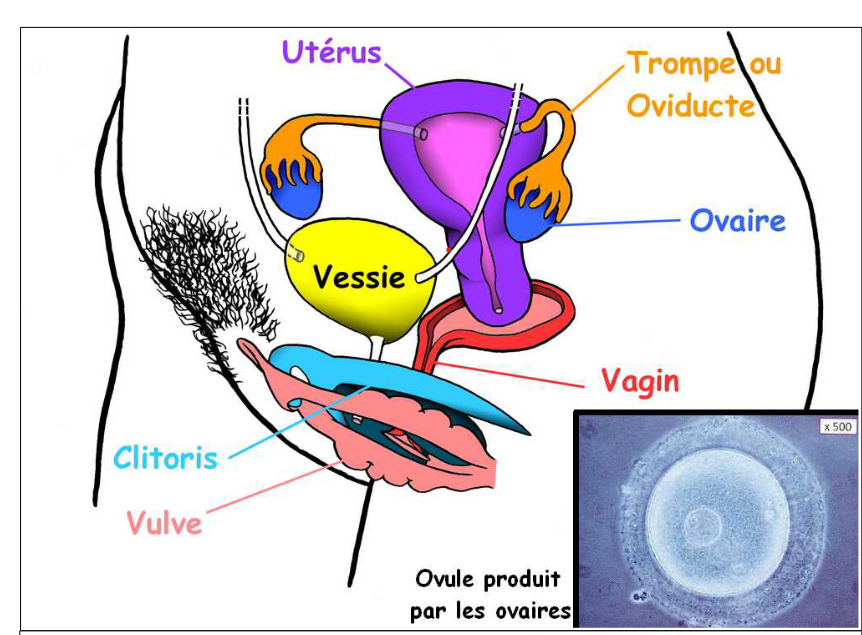 Utérus
Trompe ou
Oviducte
Ovaire
Vessie
Vagin
x 500
Clitoris
Vulve
Ovule produit
par les ovaires